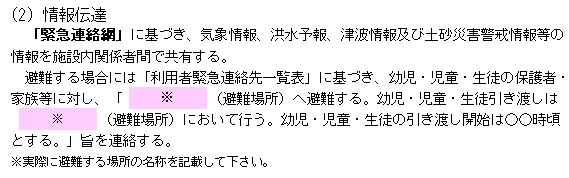 (2) 情報伝達
「緊急連絡網」に基づき、気象情報、洪水予報、津波情報及び土砂災害警戒情報等の
情報を施設内関係者間で共有する。
避難する場合には「利用者緊急連絡先一覧表」に基づき、幼児・児童・生徒の保護者・
家族等に対し、「 ※ （避難場所）へ避難する。幼児・児童・生徒引き渡しは
※ （避難場所）において行う。幼児・児童・生徒の引き渡し開始は〇〇時頃
とする。」旨を連絡する。
※実際に避難する場所の名称を記載して下さい。